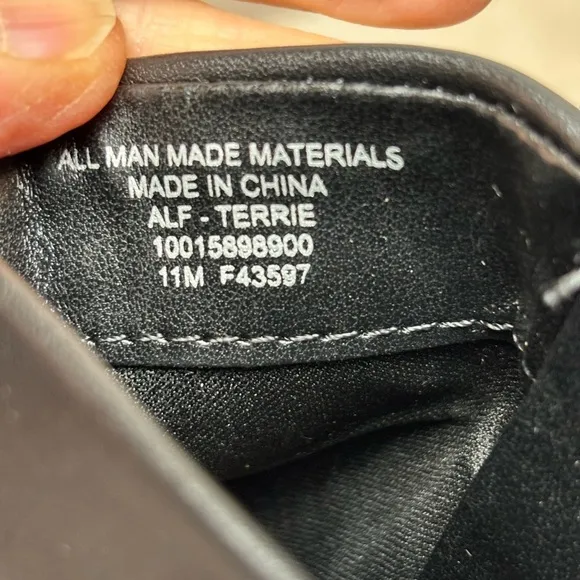 ALL MAN MADE MATERIALS
MADE IN CHINA
ALF - TERRIE
10015898900
11M F43597